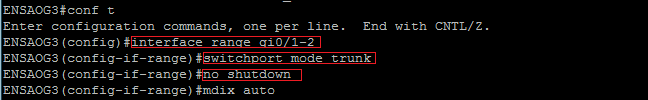 ENSAOG3#conf t
Enter configuration commands, one per line.  End with CNTL/Z.
ENSAOG3(config)#interface range gi0/1-2
ENSAOG3(config-if-range)#switchport mode trunk
ENSAOG3(config-if-range)#no shutdown
ENSAOG3(config-if-range)#mdix auto